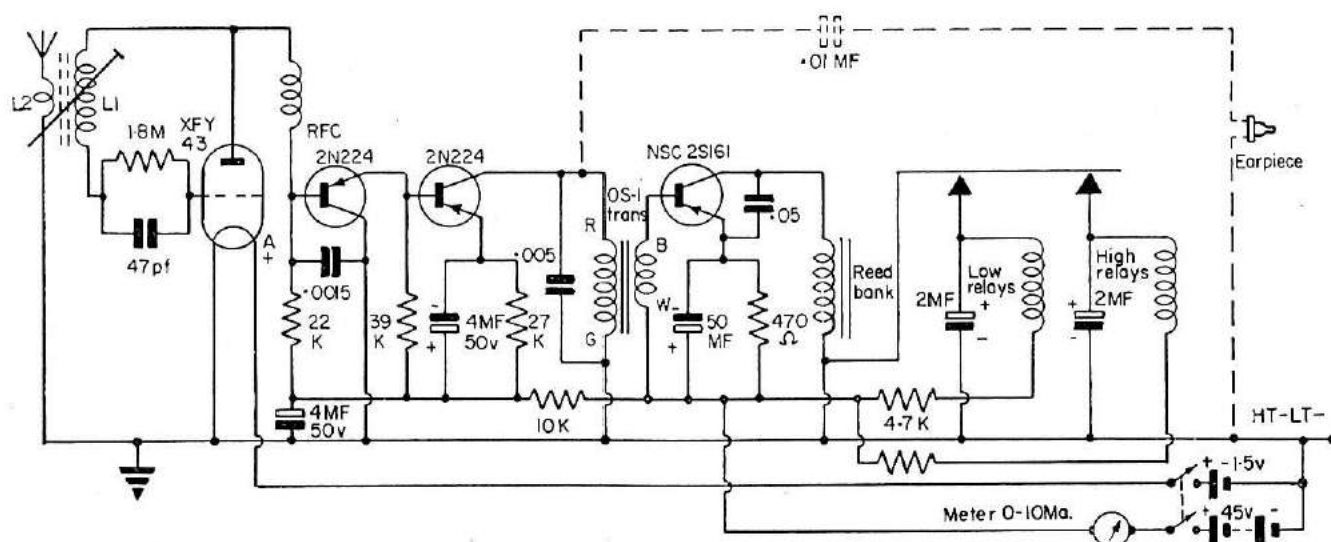 ·01 MF
L2
L1
1·8M
XFY
43
47pf
A
+
RFC
2N224
·0015
22
K
4MF
50v
39
K
2N224
-
4MF
50v
+
27
K
·005
10K
OS-1
trans
R
G
B
W
NSC 2S161
-
50
MF
+
·05
470
Ω
Reed
bank
2MF
+
-
Low
relays
+
2MF
-
High
relays
4·7K
Earpiece
HT-LT-
+
-1·5v
Meter 0-10Ma.
+
45v
-